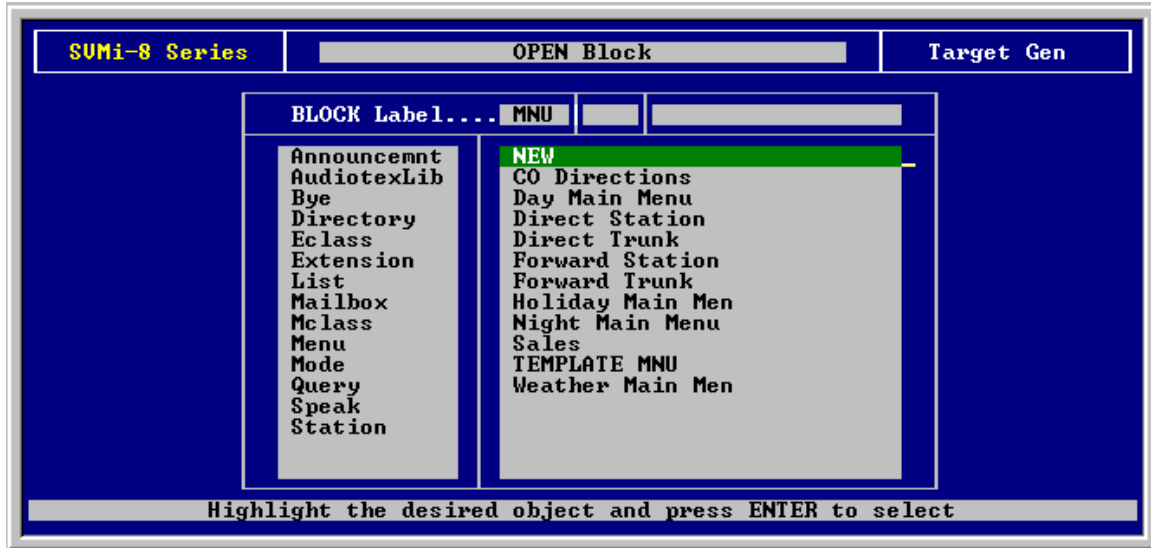 SVMi-8 Series
OPEN Block
Target Gen
BLOCK Label.... MNU
Announcemnt
AudiotexLib
Bye
Directory
Eclass
Extension
List
Mailbox
Mclass
Menu
Mode
Query
Speak
Station
NEW
CO Directions
Day Main Menu
Direct Station
Direct Trunk
Forward Station
Forward Trunk
Holiday Main Men
Night Main Menu
Sales
TEMPLATE MNU
Weather Main Men
Highlight the desired object and press ENTER to select